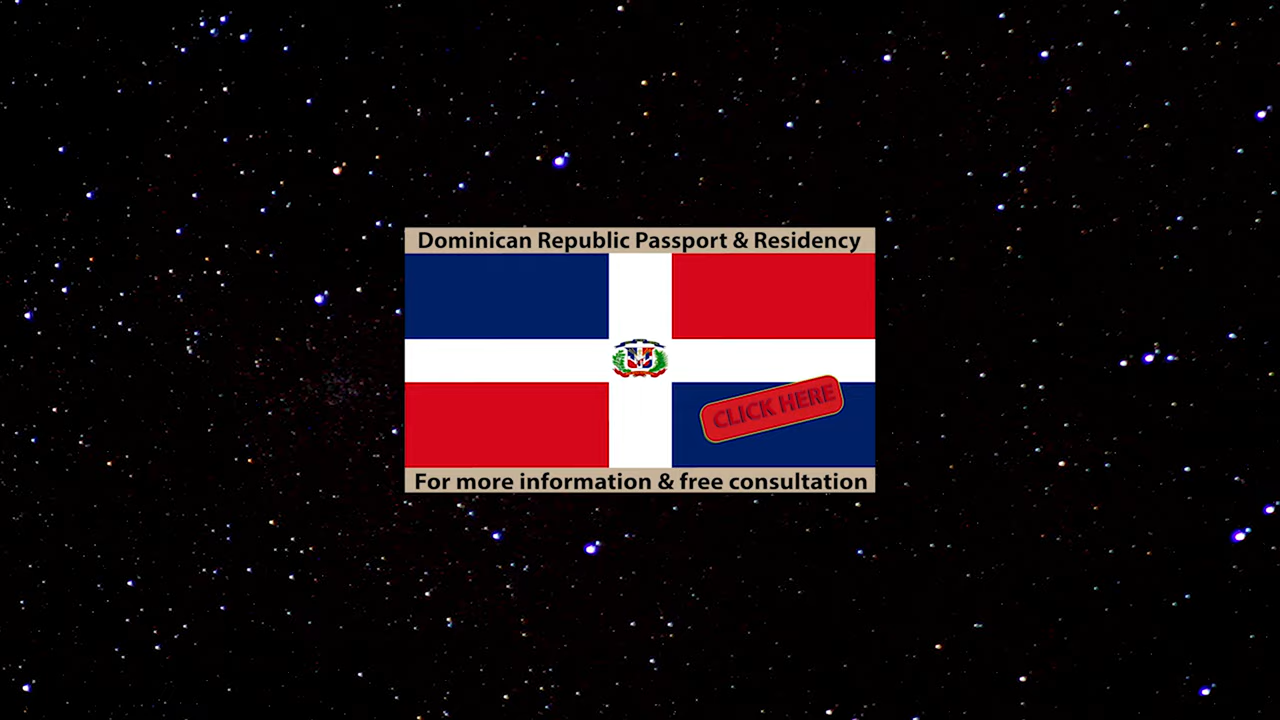 Dominican Republic Passport & Residency
CLICK HERE
For more information & free consultation